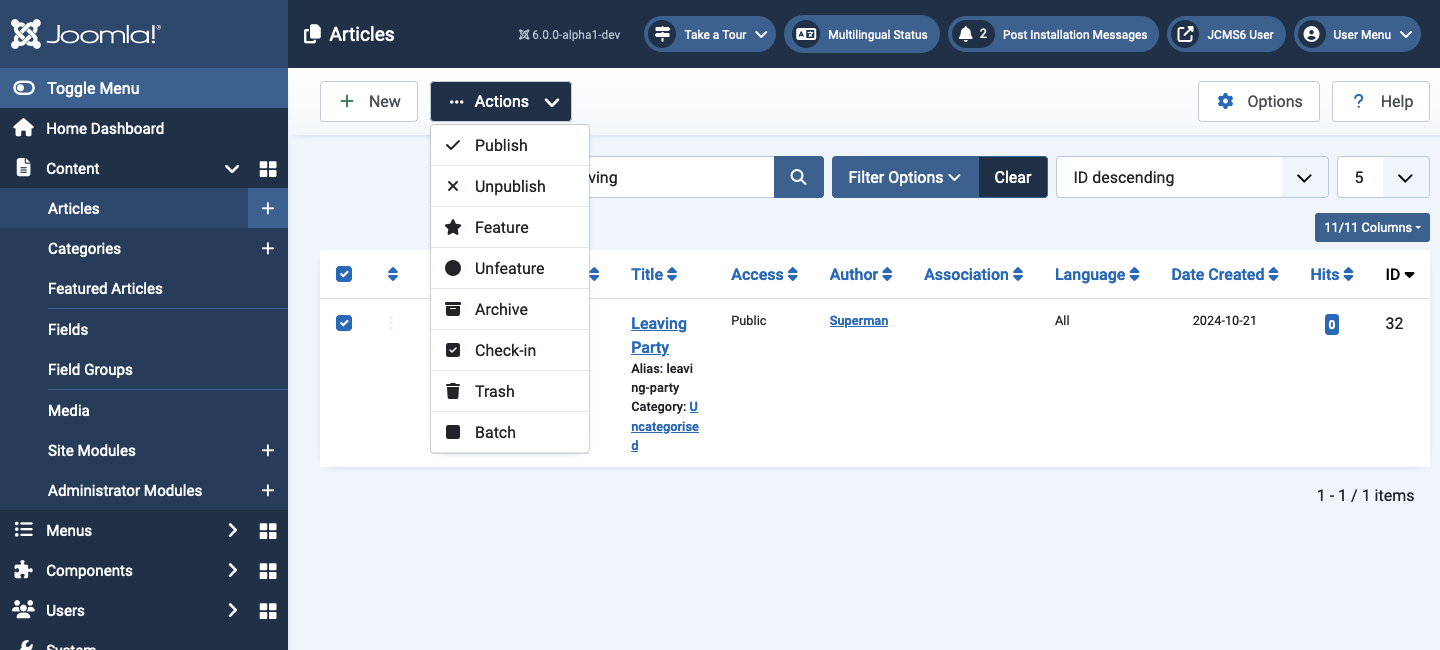 Joomla!®
Articles
6.0.0-alpha1-dev
Take a Tour
Multilingual Status
2
Post Installation Messages
JCMS6 User
User Menu
Toggle Menu
Home Dashboard
Content
Articles
Categories
Featured Articles
Fields
Field Groups
Media
Site Modules
Administrator Modules
Menus
Components
Users
System
New
Actions
Options
Help
Publish
Unpublish
Feature
Unfeature
Archive
Check-in
Trash
Batch
ving
Filter Options
Clear
ID descending
5
11/11 Columns
Title
Access
Author
Association
Language
Date Created
Hits
ID
Leaving
Party
Alias: leavi
ng-party
Category: U
ncategorise
d
Public
Superman
All
2024-10-21
0
32
1 - 1 / 1 items